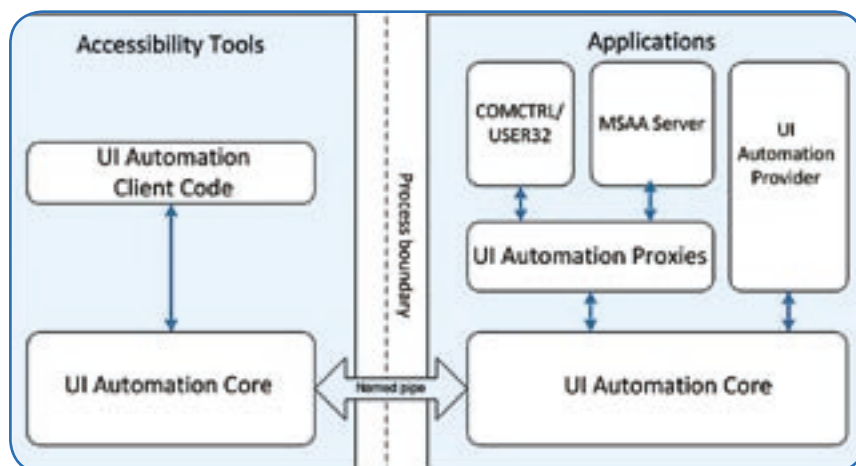 Accessibility Tools
UI Automation
Client Code
UI Automation Core
Process boundary
Named pipe
Applications
COMCTRL/
USER32
MSAA Server
UI
Automation
Provider
UI Automation Proxies
UI Automation Core